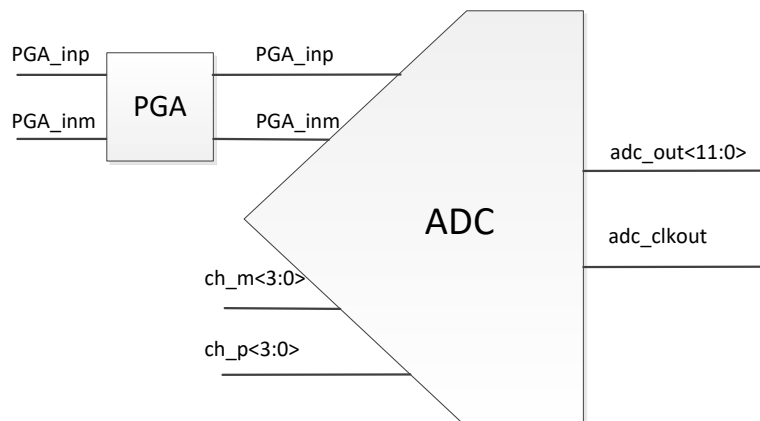 PGA_inp
PGA_inp
PGA
PGA_inm
PGA_inm
adc_out<11:0>
ADC
adc_clkout
ch_m<3:0>
ch_p<3:0>